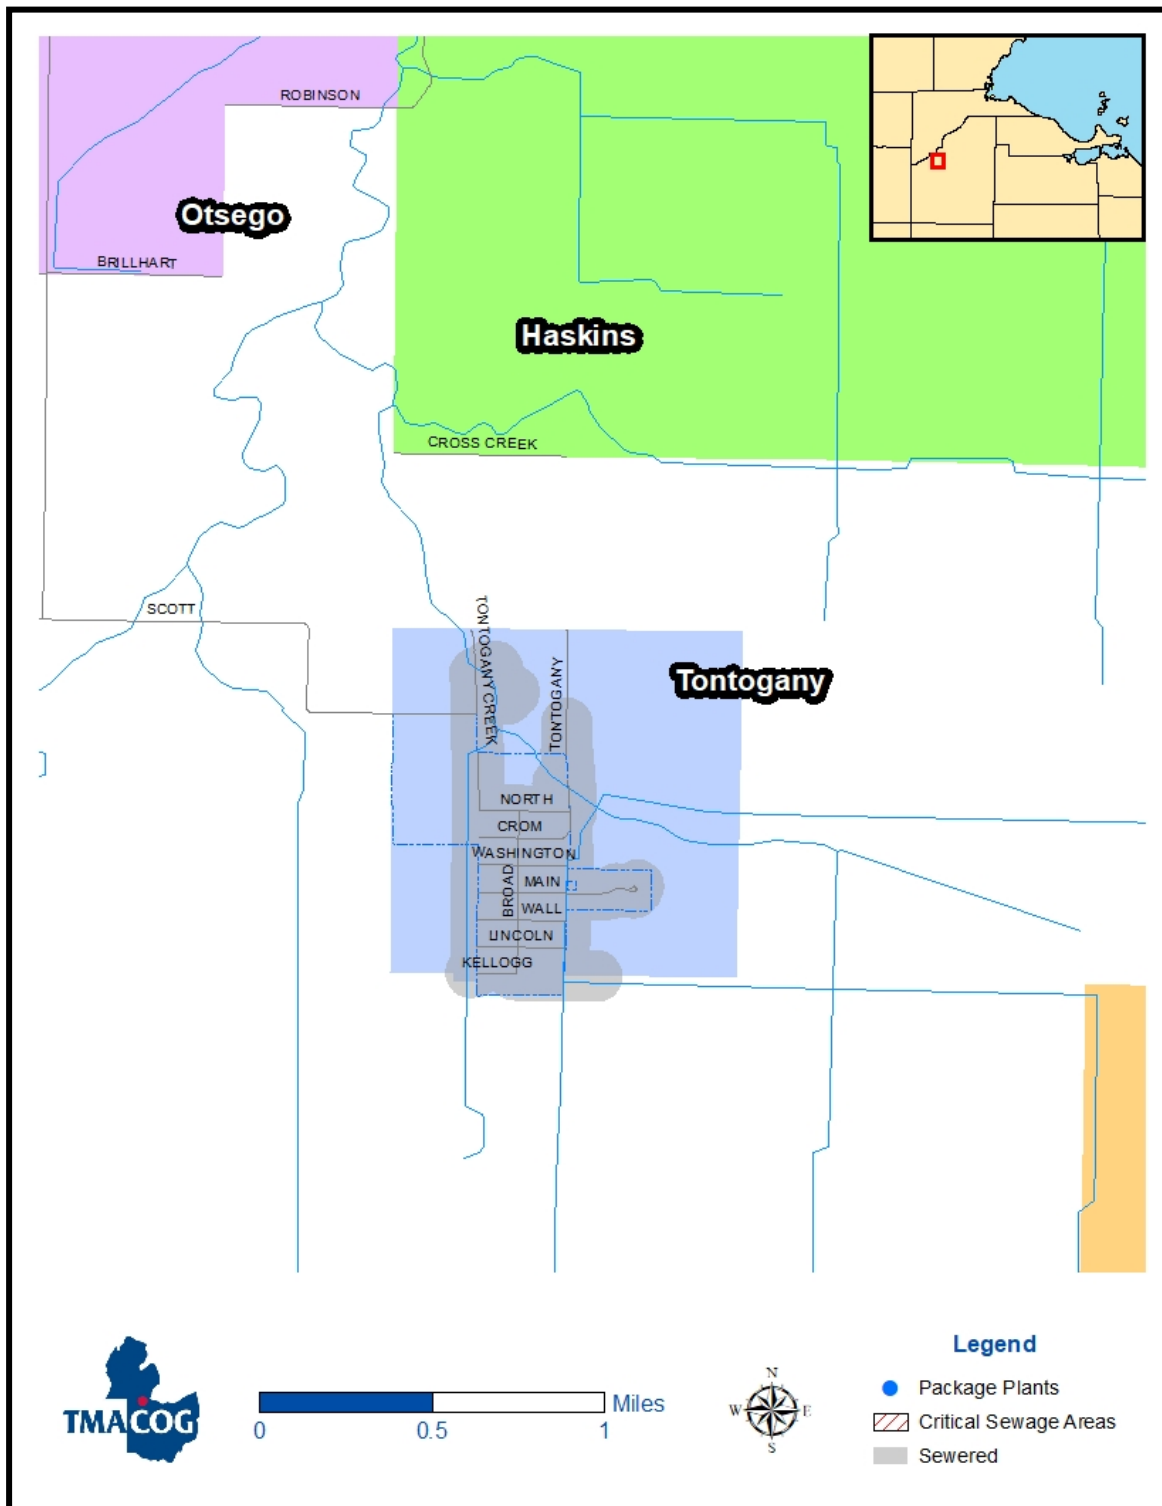 ROBINSON
Otsego
BRILLHART
Haskins
CROSS CREEK
SCOTT
TONTOGANY CREEK
TONTOGANY
Tontogany
NORTH
CROM
WASHINGTON
BROAD
MAIN
WALL
LINCOLN
KELLOGG
TMACOG
0
0.5
1
Miles
N
W
E
S
Legend
Package Plants
Critical Sewage Areas
Sewered